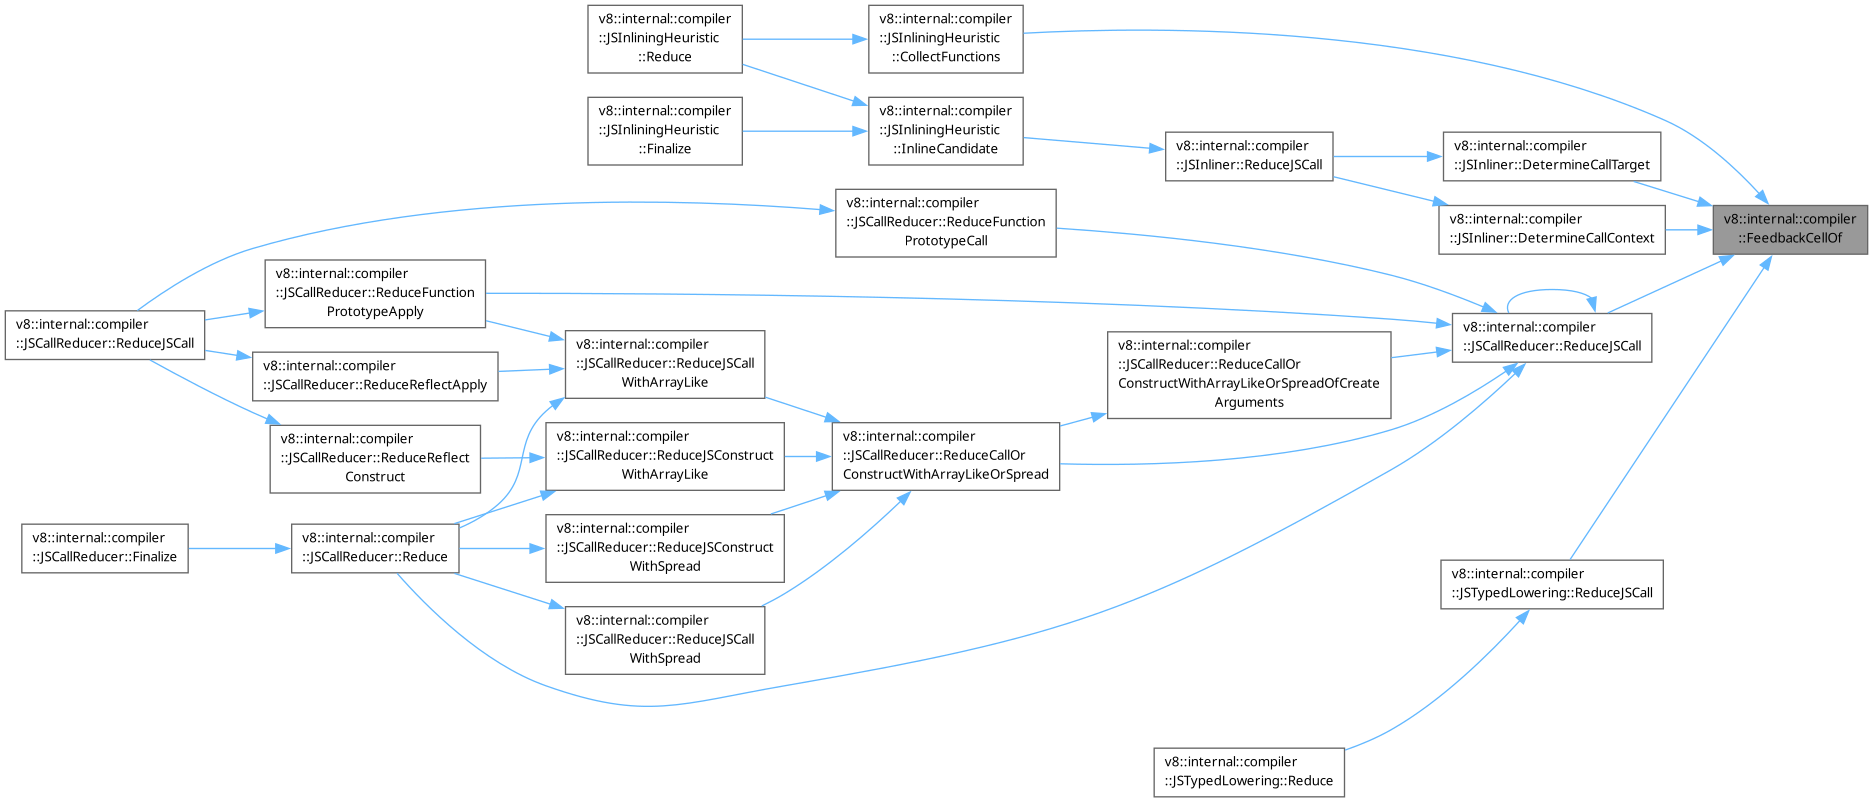 v8::internal::compiler
::JSInliningHeuristic
::Reduce
v8::internal::compiler
::JSInliningHeuristic
::CollectFunctions
v8::internal::compiler
::JSInliningHeuristic
::Finalize
v8::internal::compiler
::JSInliningHeuristic
::InlineCandidate
v8::internal::compiler
::JSInliner::ReduceJSCall
v8::internal::compiler
::JSInliner::DetermineCallTarget
v8::internal::compiler
::JSCallReducer::ReduceFunction
PrototypeCall
v8::internal::compiler
::JSInliner::DetermineCallContext
v8::internal::compiler
::FeedbackCellOf
v8::internal::compiler
::JSCallReducer::ReduceFunction
PrototypeApply
v8::internal::compiler
::JSCallReducer::ReduceJSCall
v8::internal::compiler
::JSCallReducer::ReduceJSCall
v8::internal::compiler
::JSCallReducer::ReduceReflectApply
v8::internal::compiler
::JSCallReducer::ReduceJSCall
WithArrayLike
v8::internal::compiler
::JSCallReducer::ReduceCallOr
ConstructWithArrayLikeOrSpreadOfCreate
Arguments
v8::internal::compiler
::JSCallReducer::ReduceReflect
Construct
v8::internal::compiler
::JSCallReducer::ReduceJSConstruct
WithArrayLike
v8::internal::compiler
::JSCallReducer::ReduceCallOr
ConstructWithArrayLikeOrSpread
v8::internal::compiler
::JSCallReducer::Finalize
v8::internal::compiler
::JSCallReducer::Reduce
v8::internal::compiler
::JSCallReducer::ReduceJSConstruct
WithSpread
v8::internal::compiler
::JSCallReducer::ReduceJSCall
WithSpread
v8::internal::compiler
::JSTypedLowering::ReduceJSCall
v8::internal::compiler
::JSTypedLowering::Reduce